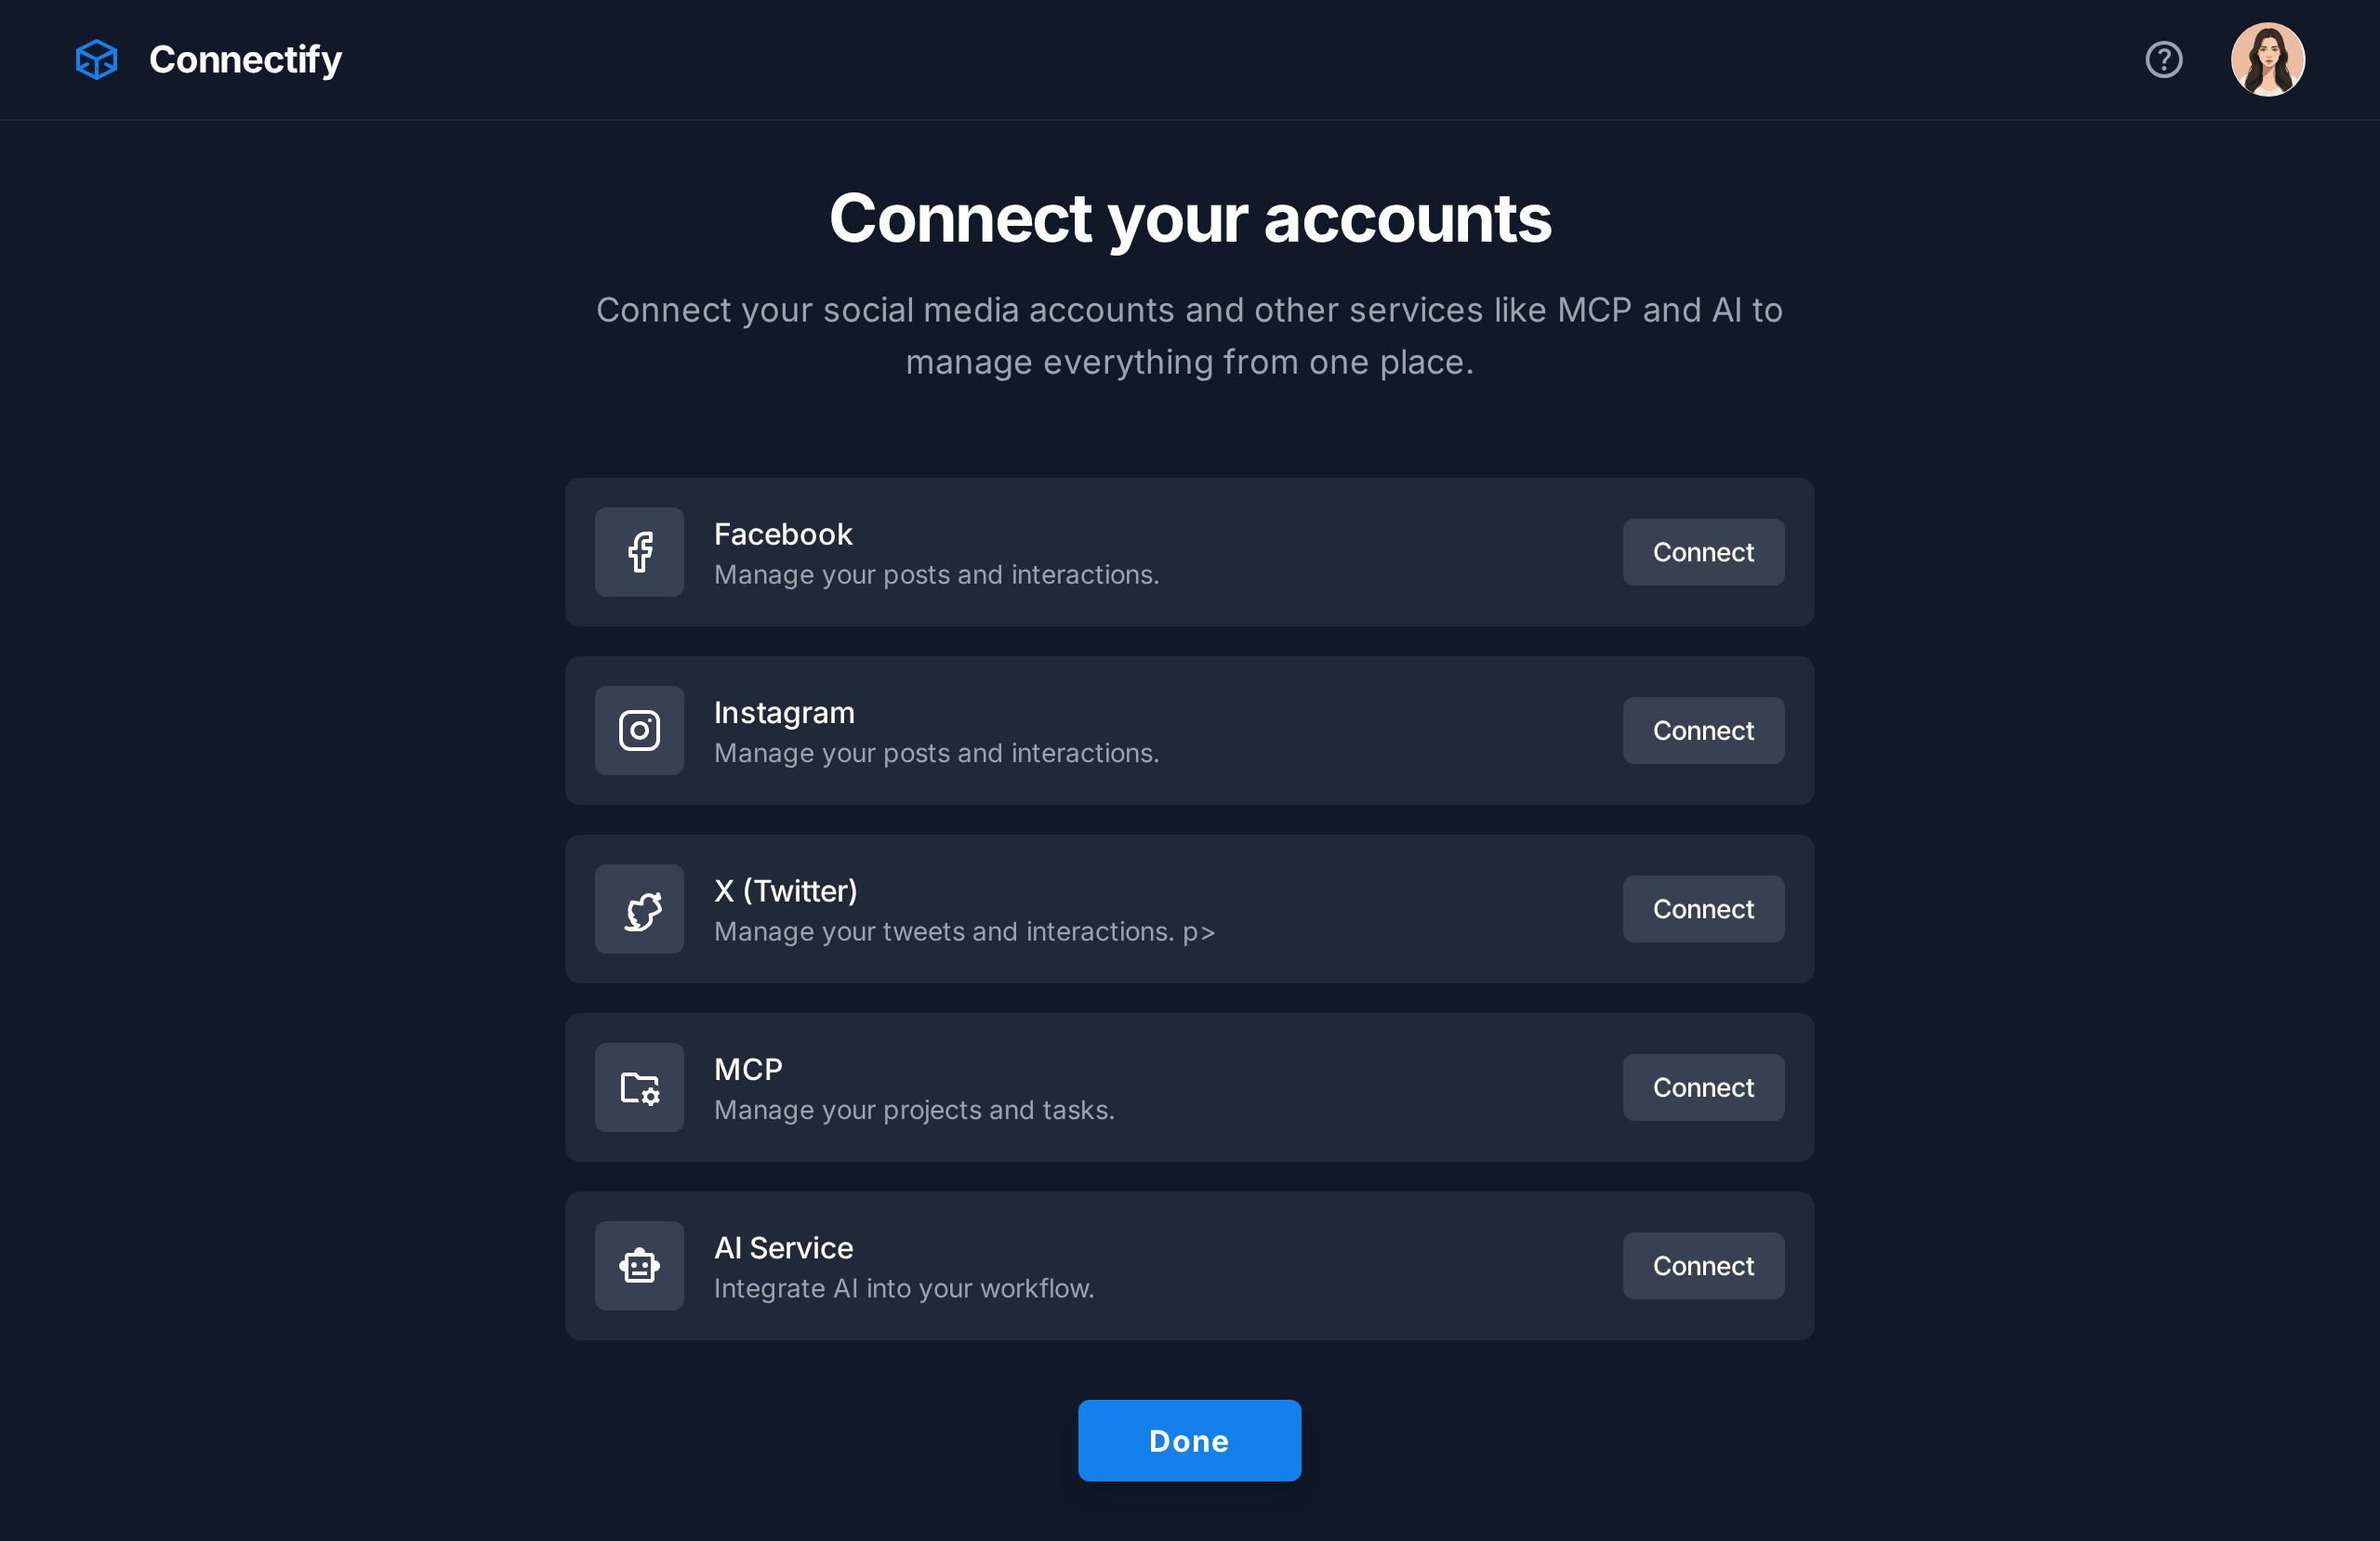 Connectify
Connect your accounts
Connect your social media accounts and other services like MCP and AI to
manage everything from one place.
Facebook
Manage your posts and interactions.
Connect
Instagram
Manage your posts and interactions.
Connect
X (Twitter)
Manage your tweets and interactions. p>
Connect
MCP
Manage your projects and tasks.
Connect
AI Service
Integrate AI into your workflow.
Connect
Done